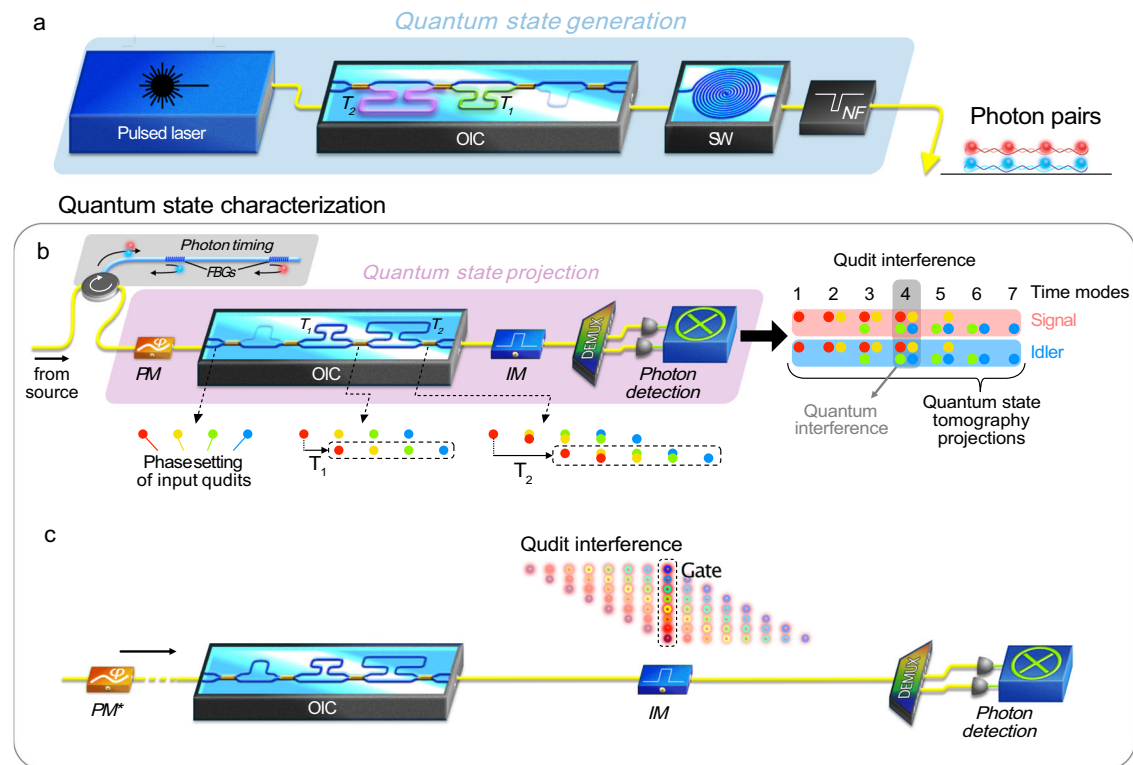 a
Quantum state generation
T2
T1
Pulsed laser
OIC
SW
NF
Photon pairs
Quantum state characterization
b
Photon timing
FBGs
Quantum state projection
Qudit interference
1 2 3 4 5 6 7 Time modes
Signal
Idler
T1
T2
from
source
PM
OIC
IM
DEMUX
Photon
detection
Quantum
interference
Quantum state
tomography
projections
Phase setting
of input qudits
T1
T2
c
Qudit interference
Gate
φ
PM*
OIC
IM
DEMUX
Photon
detection